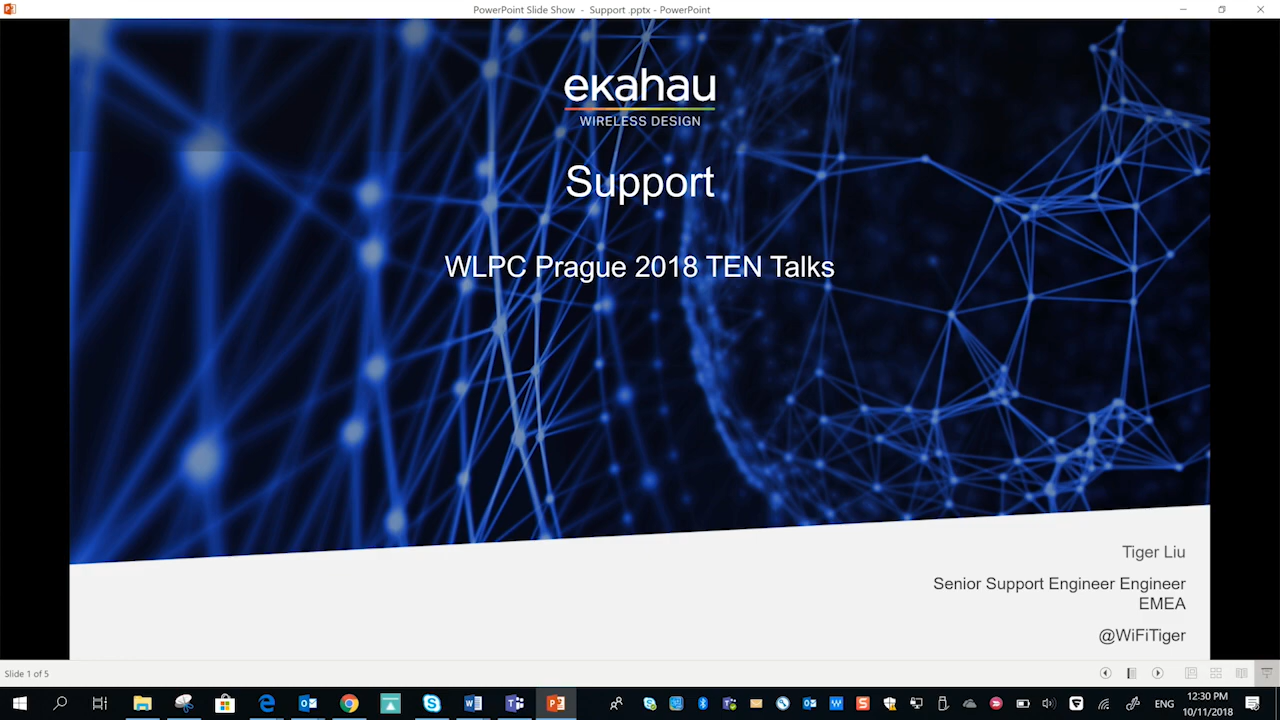 PowerPoint Slide Show - Support .pptx - PowerPoint
ekahau
WIRELESS DESIGN
Support
WLPC Prague 2018 TEN Talks
Tiger Liu
Senior Support Engineer Engineer
EMEA
@WiFiTiger
Slide 1 of 5
ENG
12:30 PM
10/11/2018